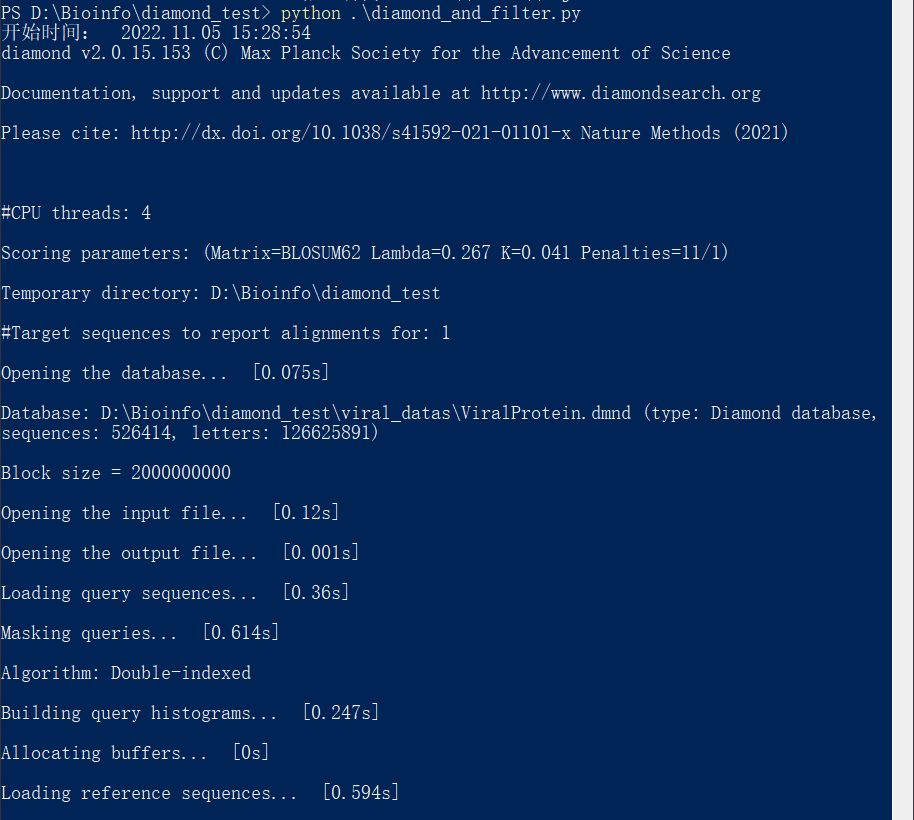 PS D:\Bioinfo\diamond_test> python .\diamond_and_filter.py
开始时间：  2022.11.05 15:28:54
diamond v2.0.15.153 (C) Max Planck Society for the Advancement of Science
Documentation, support and updates available at http://www.diamondsearch.org
Please cite: http://dx.doi.org/10.1038/s41592-021-01101-x Nature Methods (2021)
#CPU threads: 4
Scoring parameters: (Matrix=BLOSUM62 Lambda=0.267 K=0.041 Penalties=11/1)
Temporary directory: D:\Bioinfo\diamond_test
#Target sequences to report alignments for: 1
Opening the database...  [0.075s]
Database: D:\Bioinfo\diamond_test\viral_datas\ViralProtein.dmnd (type: Diamond database,
sequences: 526414, letters: 126625891)
Block size = 2000000000
Opening the input file...  [0.12s]
Opening the output file...  [0.001s]
Loading query sequences...  [0.36s]
Masking queries...  [0.614s]
Algorithm: Double-indexed
Building query histograms...  [0.247s]
Allocating buffers...  [0s]
Loading reference sequences...  [0.594s]